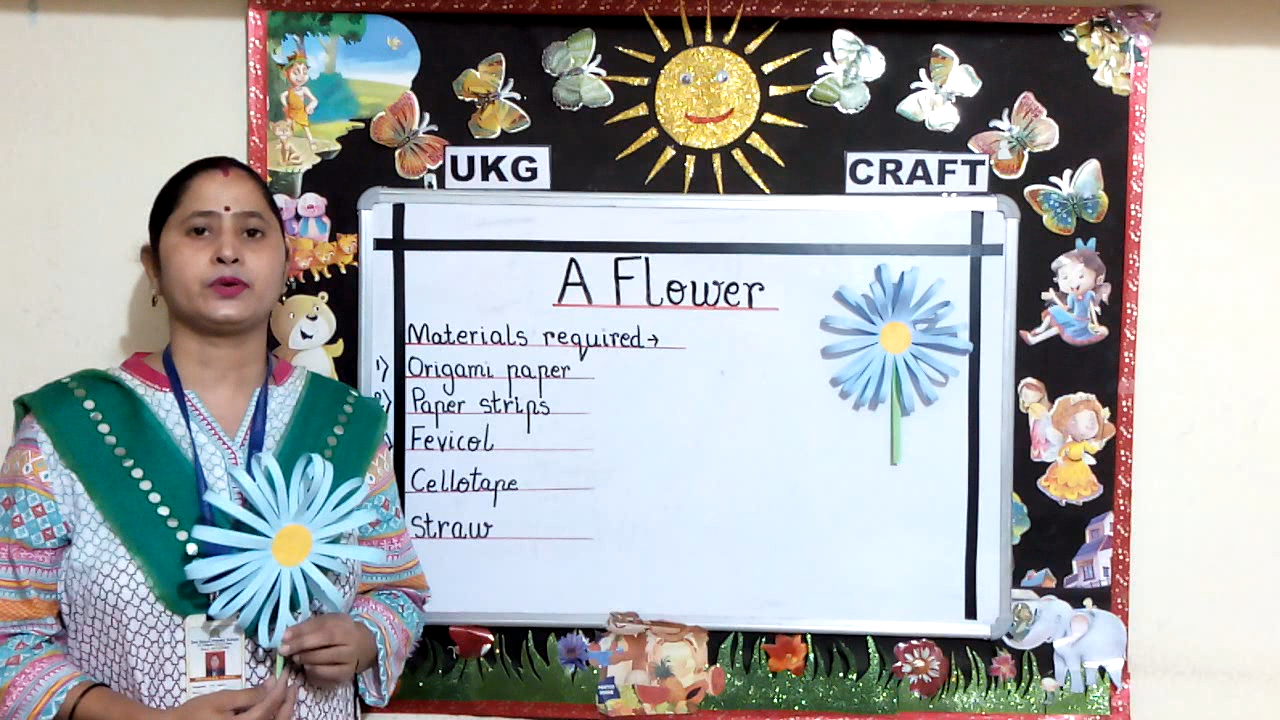 UKG
CRAFT
A Flower
Materials required→
1) Origami paper
2) Paper strips
) Fevicol
Cellotape
Straw